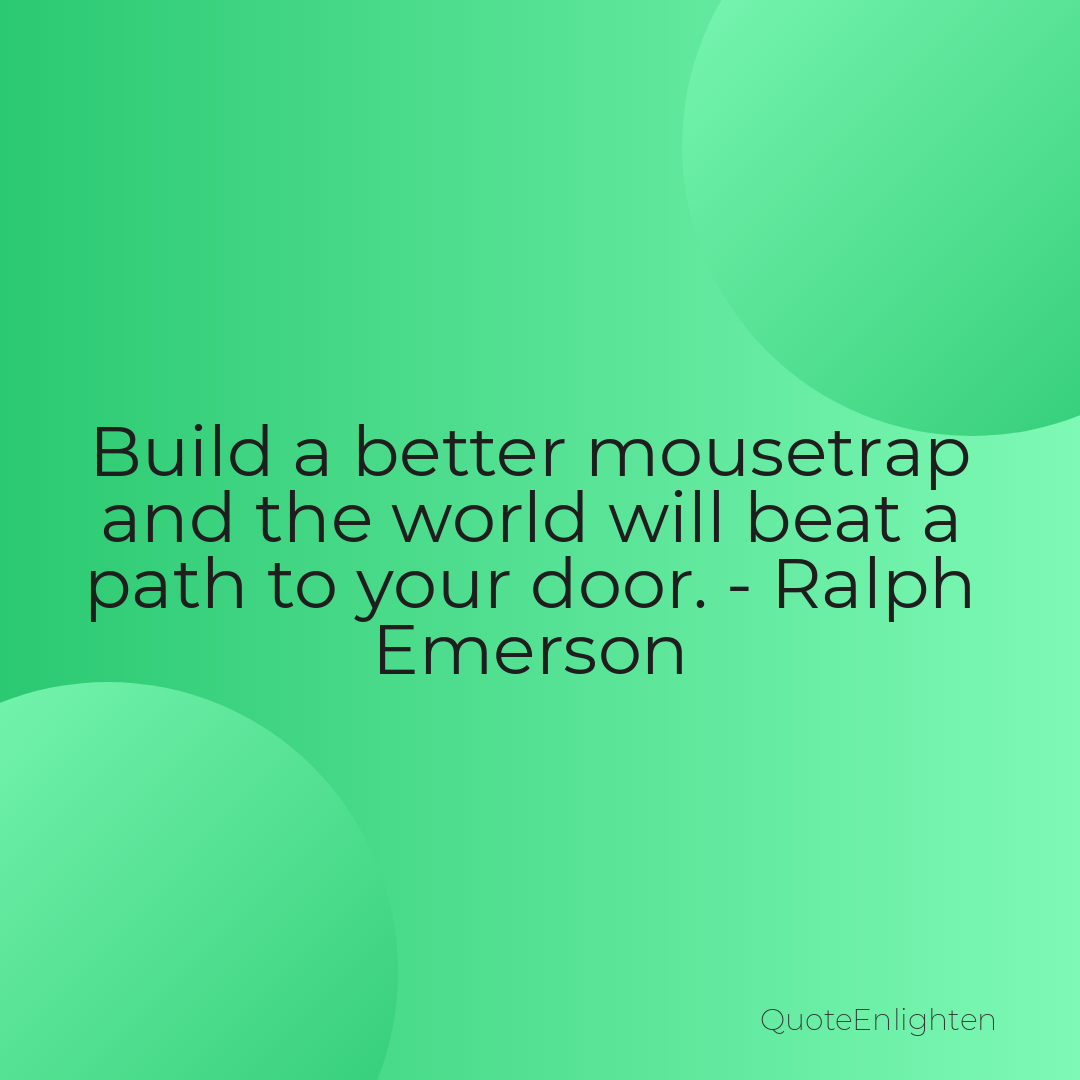 Build a better mousetrap
and the world will beat a
path to your door. - Ralph
Emerson
QuoteEnlighten